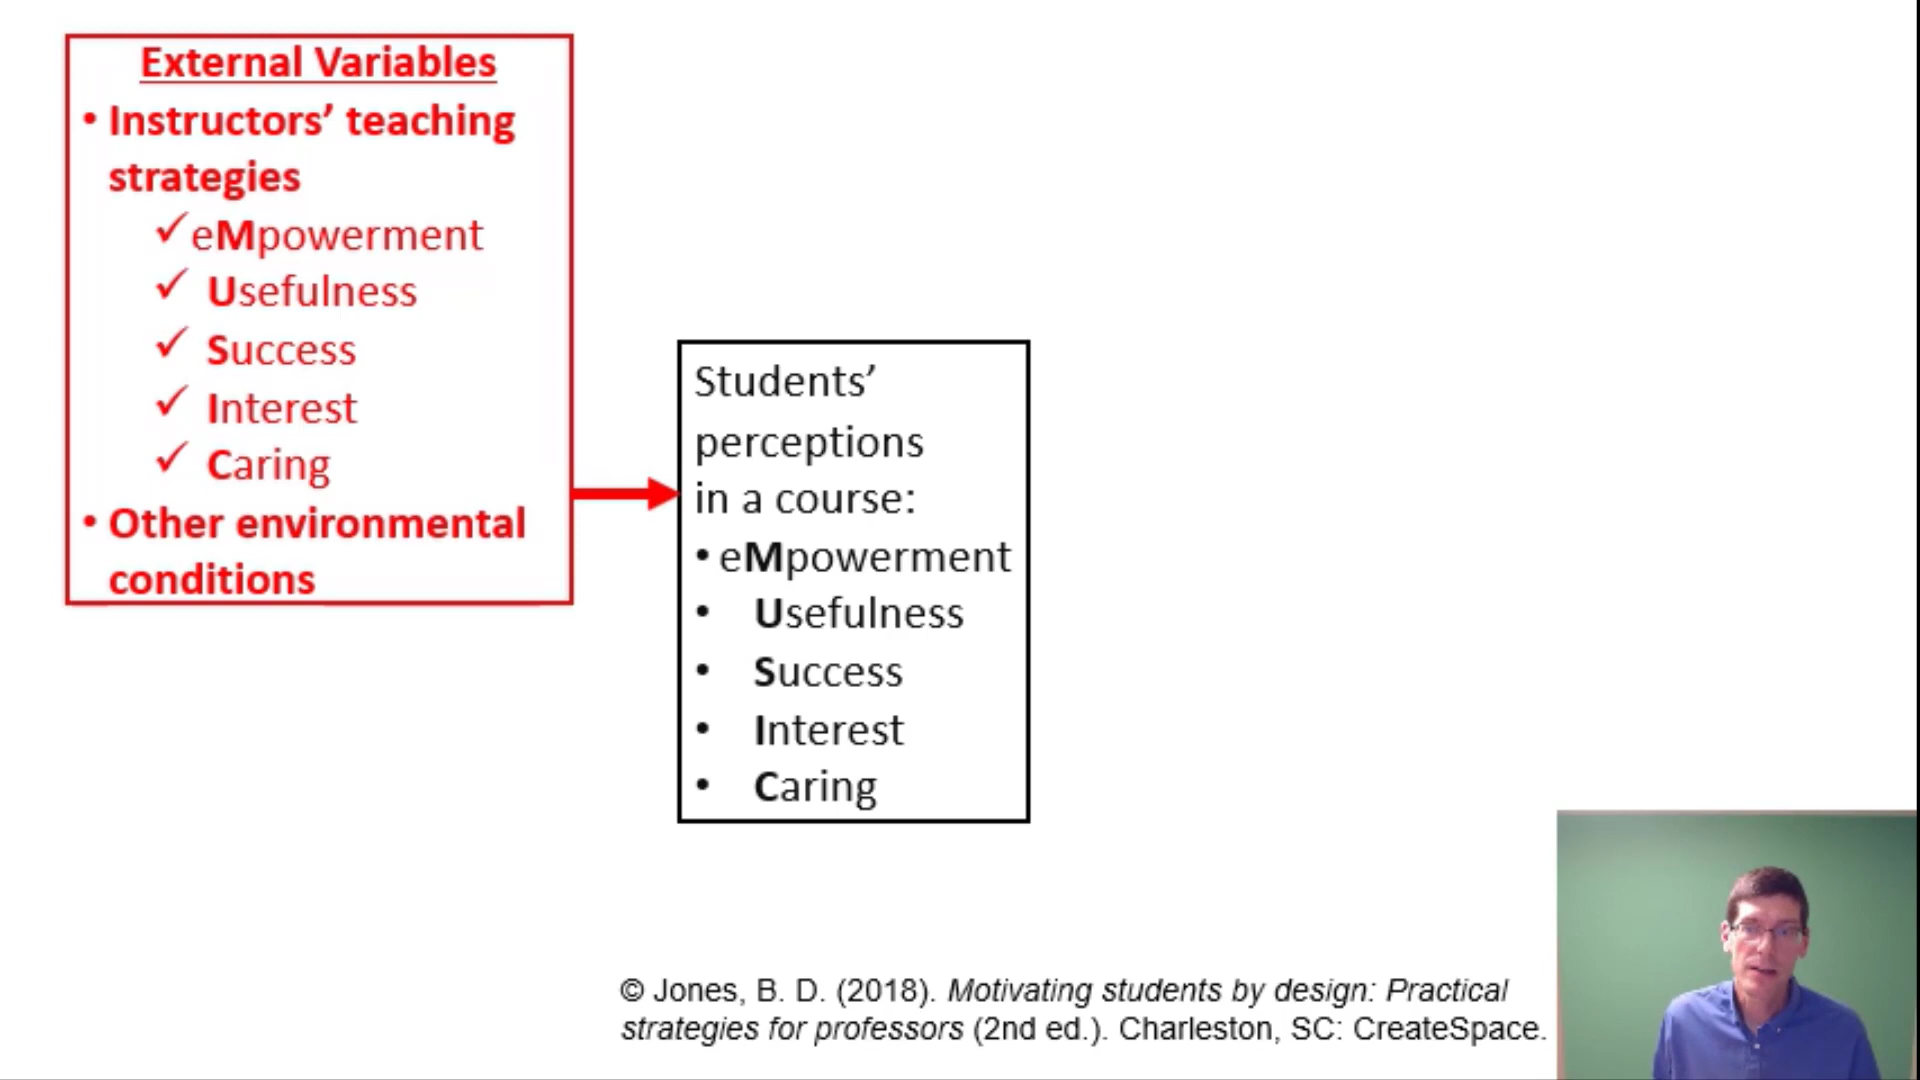 External Variables
• Instructors’ teaching
strategies
✓ eMpowerment
✓ Usefulness
✓ Success
✓ Interest
✓ Caring
• Other environmental
conditions
Students’
perceptions
in a course:
• eMpowerment
• Usefulness
• Success
• Interest
• Caring
© Jones, B. D. (2018). Motivating students by design: Practical
strategies for professors (2nd ed.). Charleston, SC: CreateSpace.